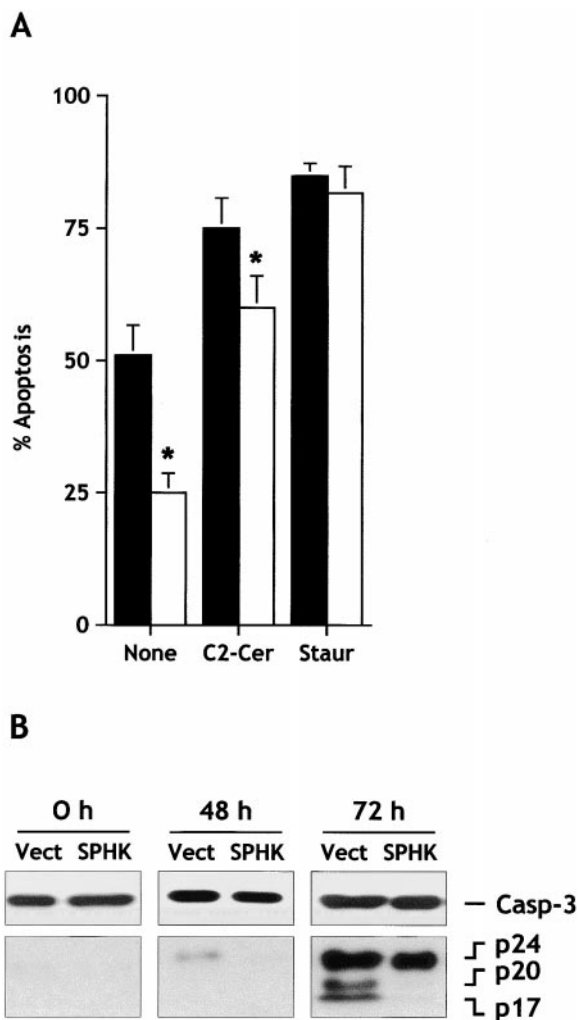 A
100
75
50
25
0
% Apoptosis
*
*
None C2-Cer Staur
B
0 h 48 h 72 h
Vect SPHK Vect SPHK Vect SPHK
Casp-3
p24
p20
p17